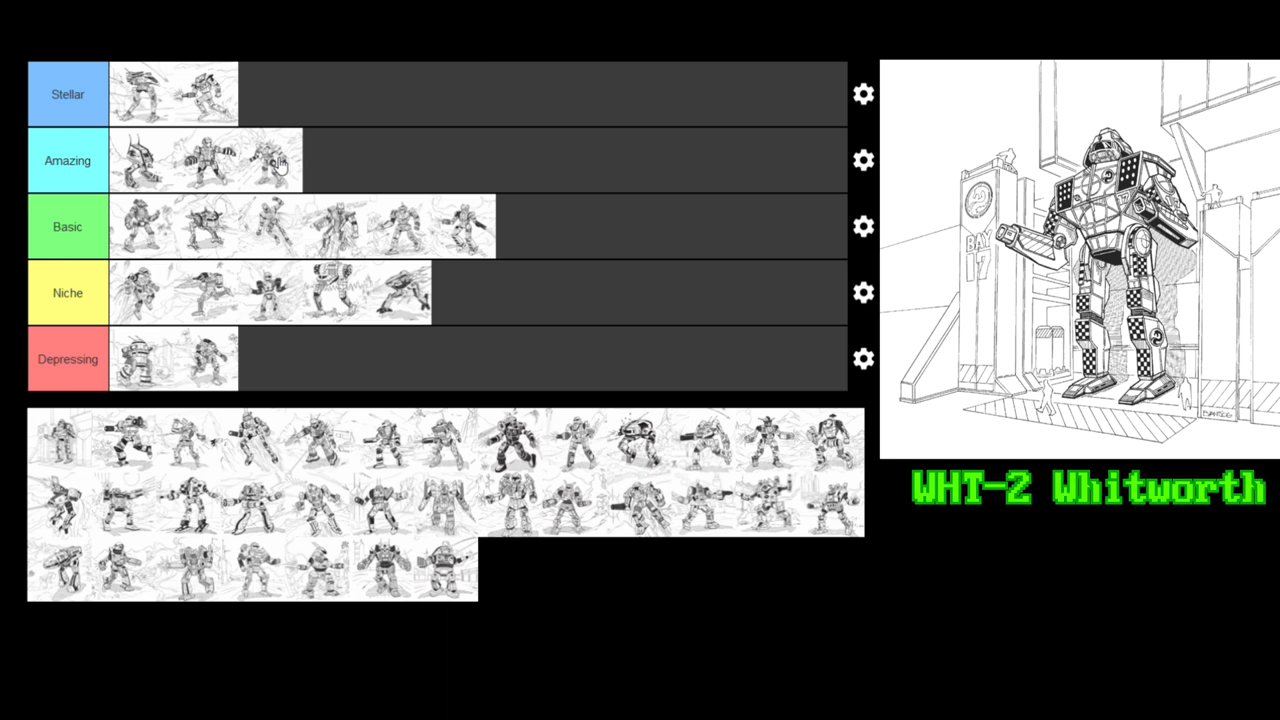 Stellar
Amazing
Basic
Niche
Depressing
BAY
17
WHT-2 Whitworth